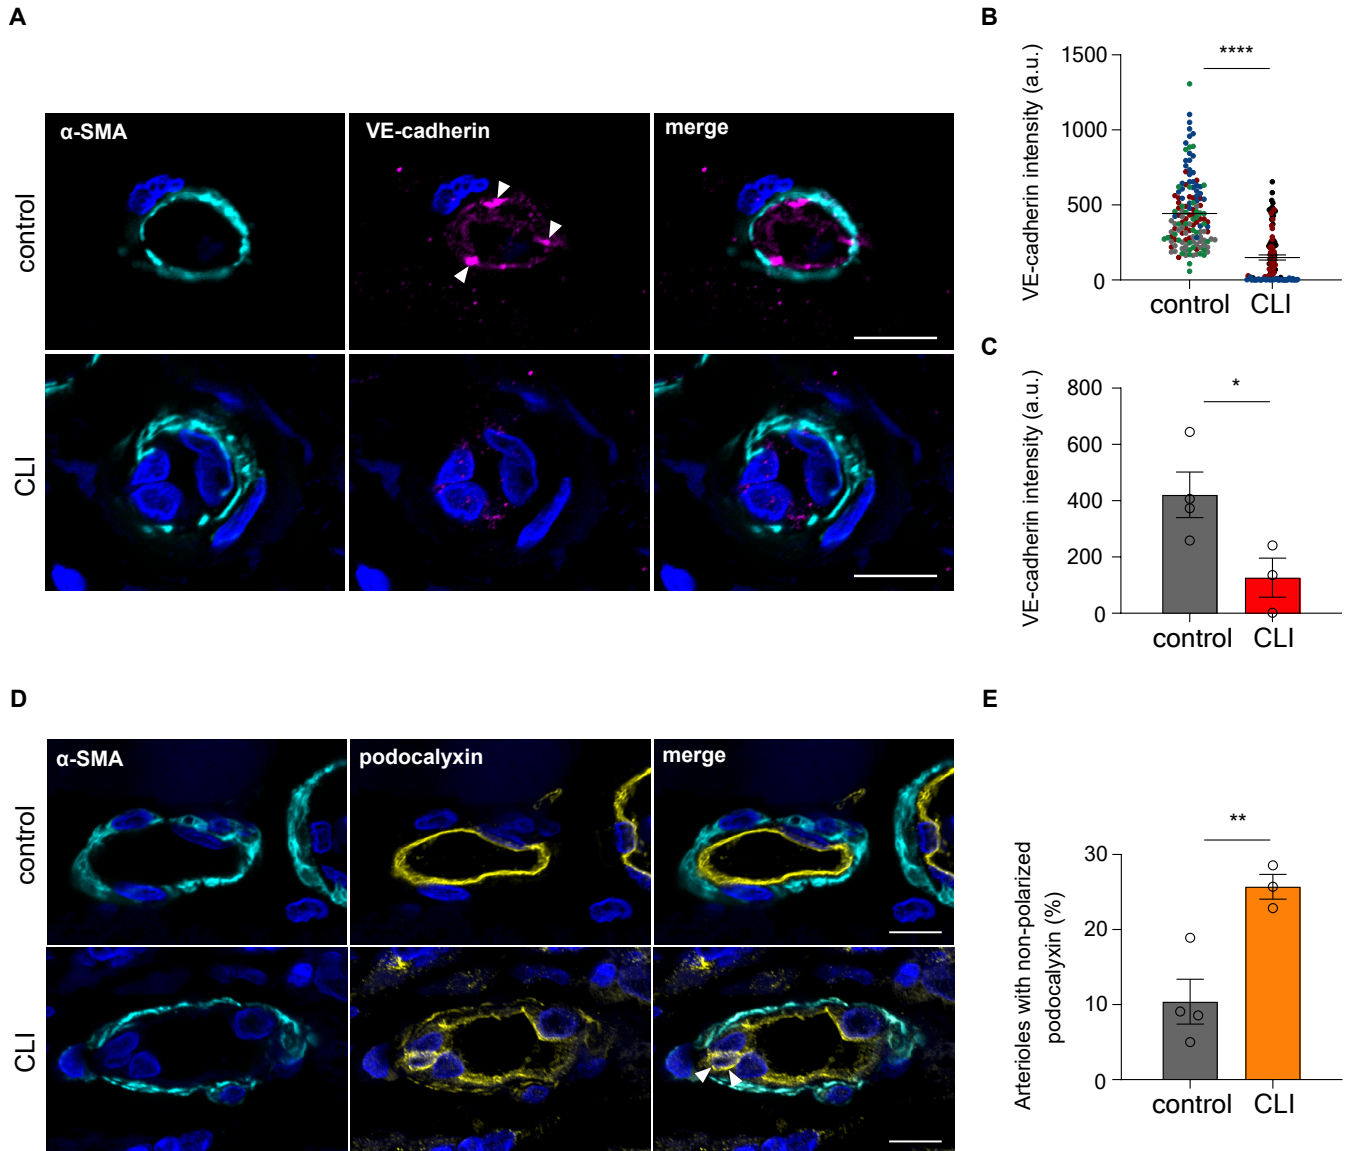 A
α-SMA
VE-cadherin
merge
control
CLI
B
VE-cadherin intensity (a.u.)
1500
1000
500
0
****
control
CLI
C
VE-cadherin intensity (a.u.)
800
600
400
200
0
*
control
CLI
D
α-SMA
podocalyxin
merge
control
CLI
E
Arterioles with non-polarized
podocalyxin (%)
30
20
10
0
**
control
CLI